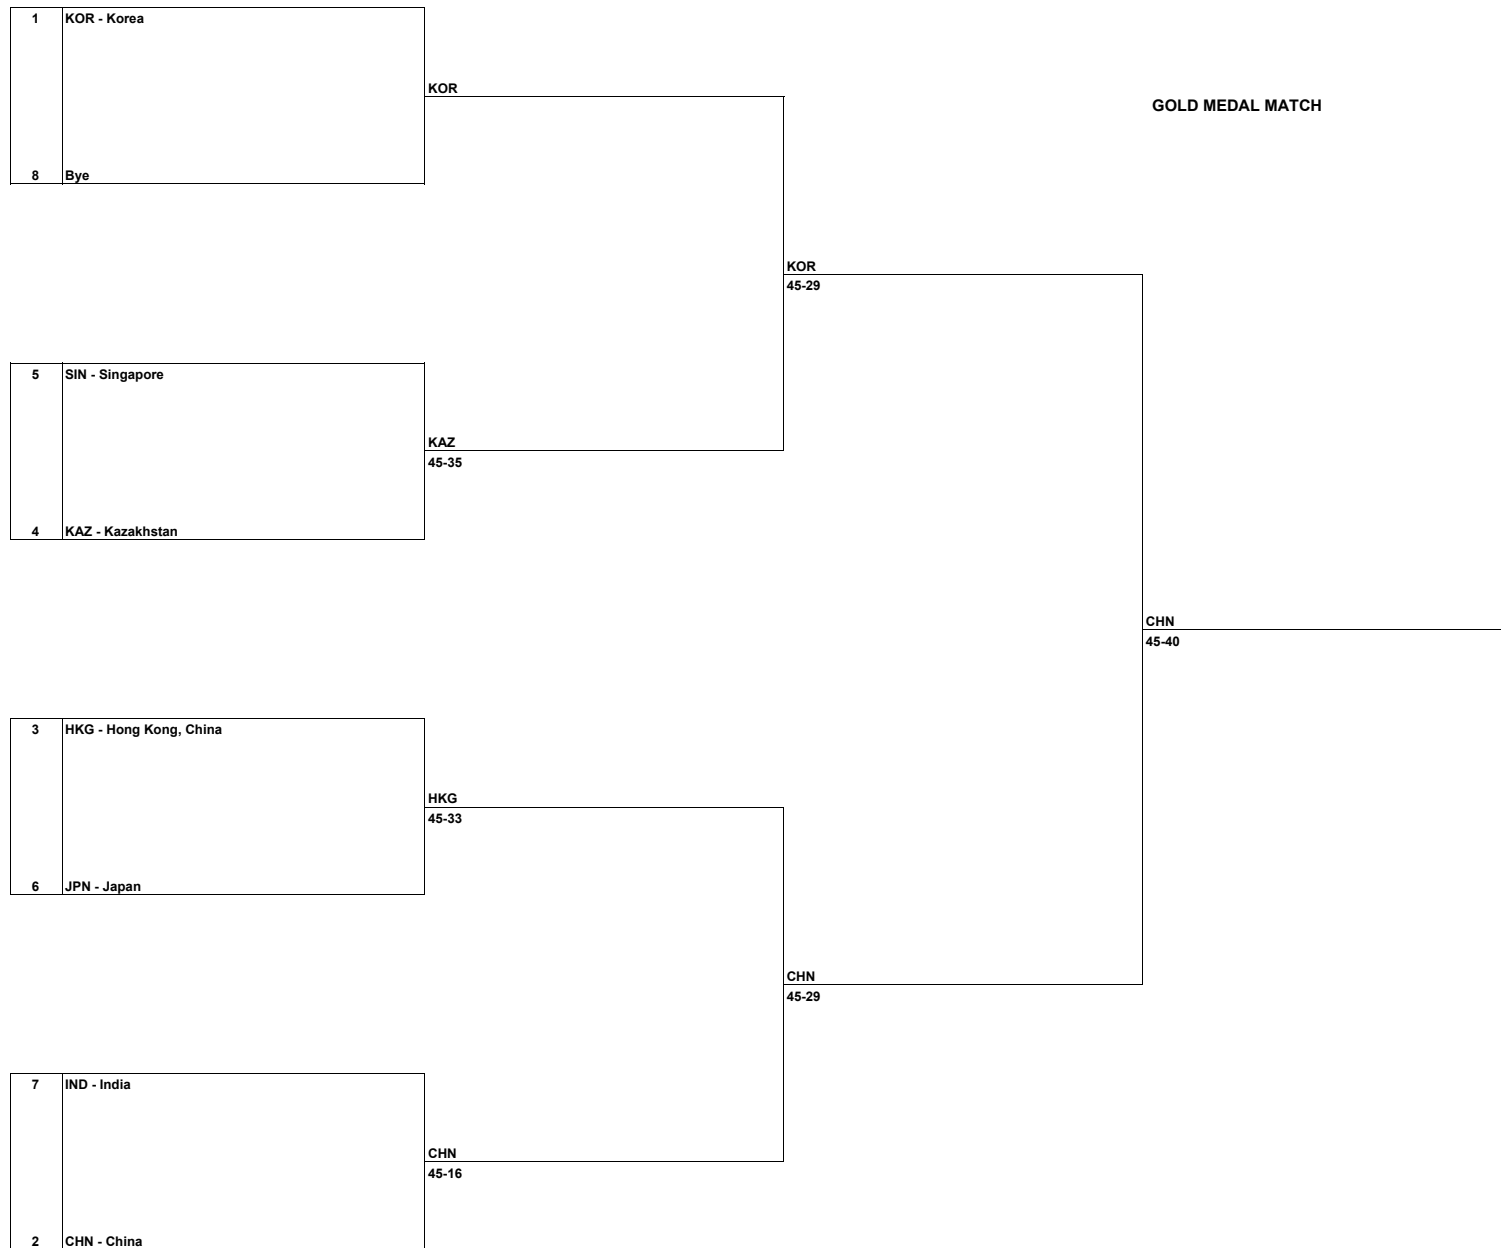 1 KOR - Korea
KOR
GOLD MEDAL MATCH
8 Bye
KOR
45-29
5 SIN - Singapore
KAZ
45-35
4 KAZ - Kazakhstan
CHN
45-40
3 HKG - Hong Kong, China
HKG
45-33
6 JPN - Japan
CHN
45-29
7 IND - India
CHN
45-16
2 CHN - China